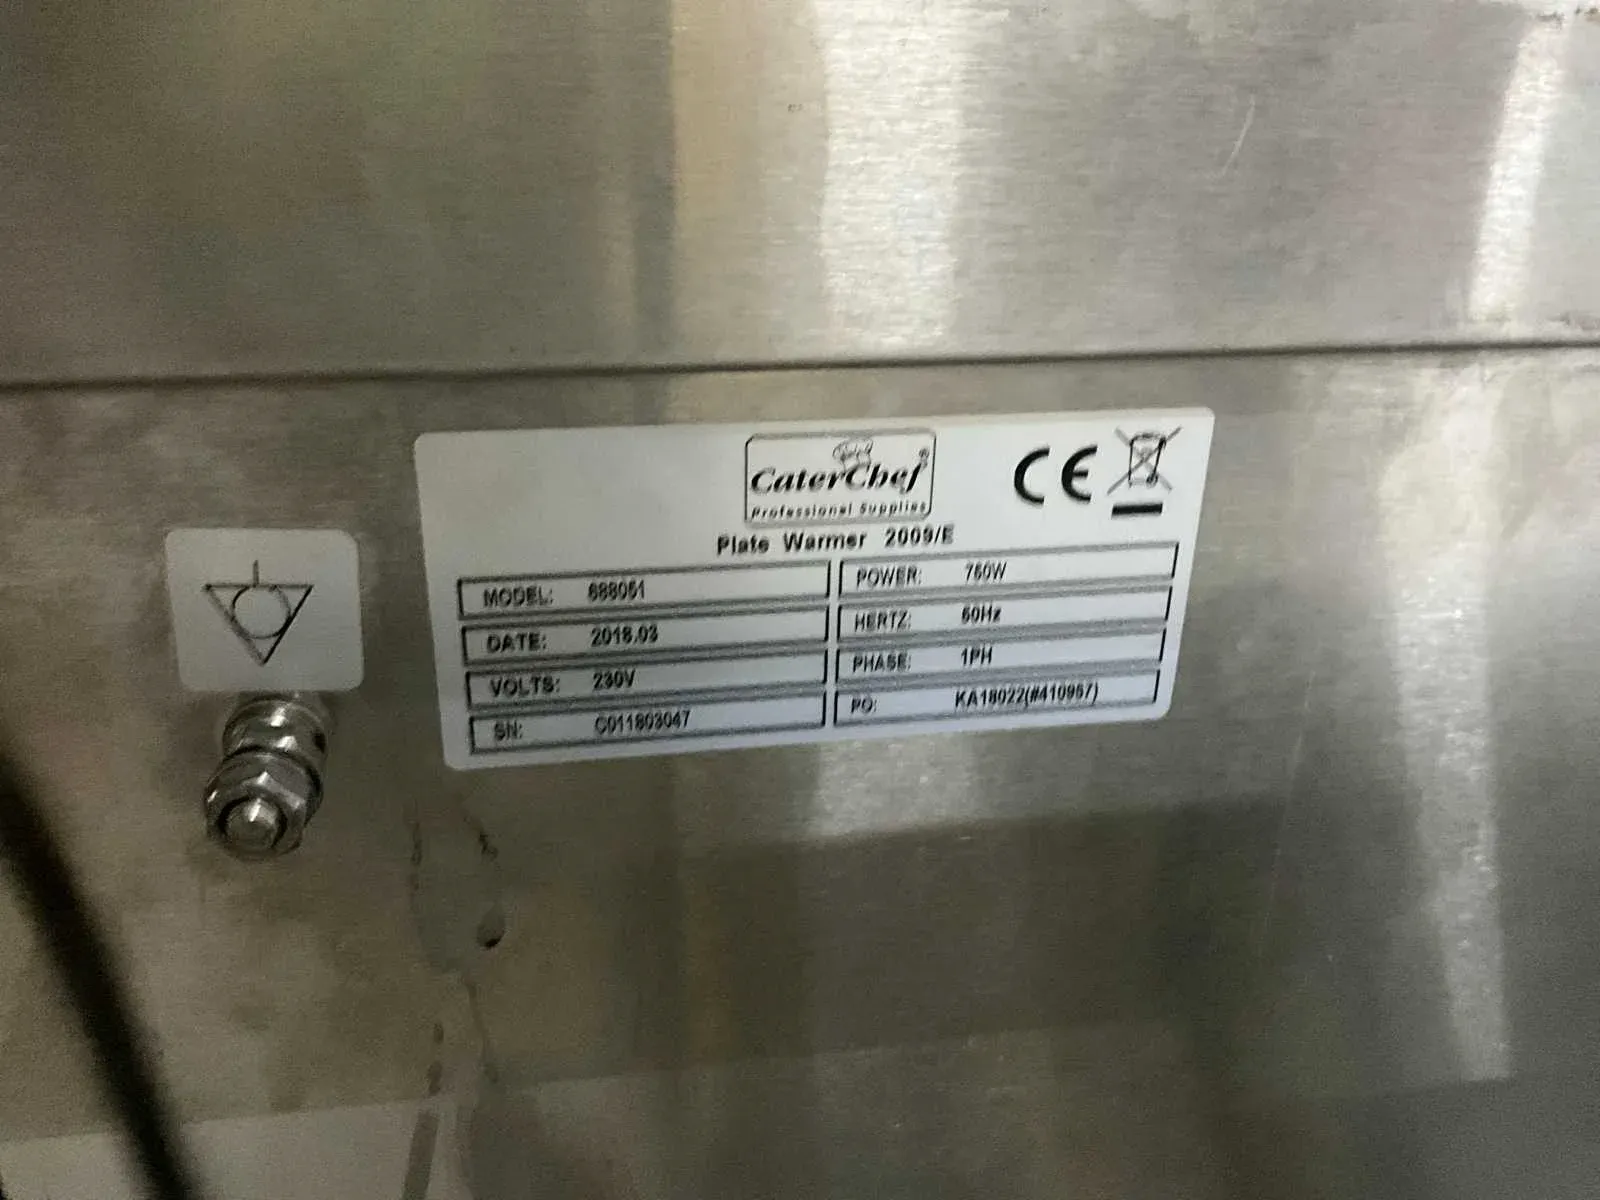 CaterChef®
Professional Supplies
CE
Plate Warmer 2009/E
MODEL: 688051
POWER: 750W
DATE: 2018.03
HERTZ: 50Hz
VOLTS: 230V
PHASE: 1PH
SN: C011803047
PO: KA18022(#410957)